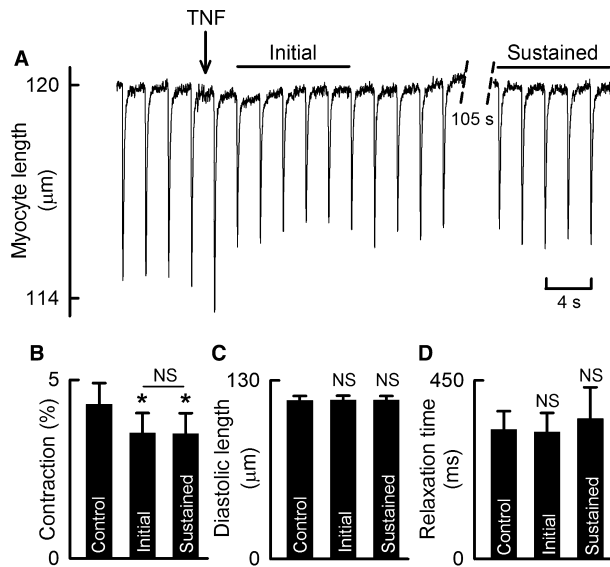 TNF
A
Initial
Sustained
120
105 s
Myocyte length
(μm)
114
4 s
B
5
NS
*
*
Contraction (%)
0
Control
Initial
Sustained
C
130
NS
NS
Diastolic length
(μm)
0
Control
Initial
Sustained
D
450
NS
NS
Relaxation time
(ms)
0
Control
Initial
Sustained